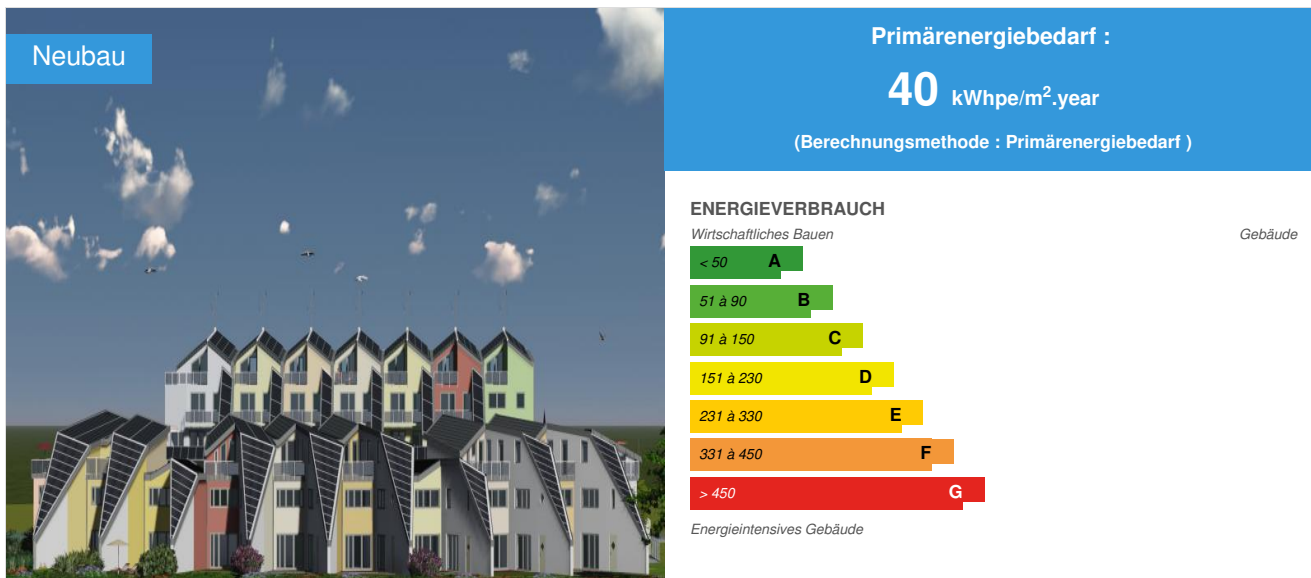 Neubau
Primärenergiebedarf :
40 kWhpe/m².year
(Berechnungsmethode : Primärenergiebedarf )
ENERGIEVERBRAUCH
Wirtschaftliches Bauen Gebäude
< 50 A
51 à 90 B
91 à 150 C
151 à 230 D
231 à 330 E
331 à 450 F
> 450 G
Energieintensives Gebäude